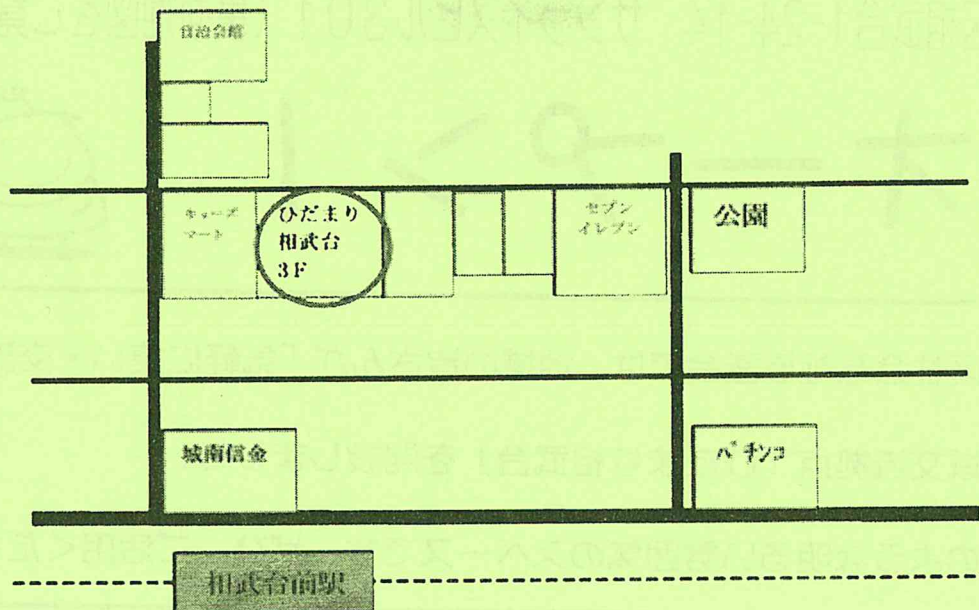 自治会館
キューズ
マート
ひだまり
相武台
3F
セブン
イレブン
公園
城南信金
パチンコ
相武台前駅